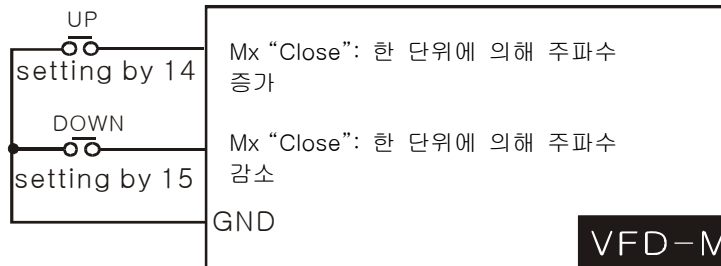 UP
setting by 14
Mx “Close”: 한 단위에 의해 주파수
증가
DOWN
setting by 15
Mx “Close”: 한 단위에 의해 주파수
감소
GND
VFD-M